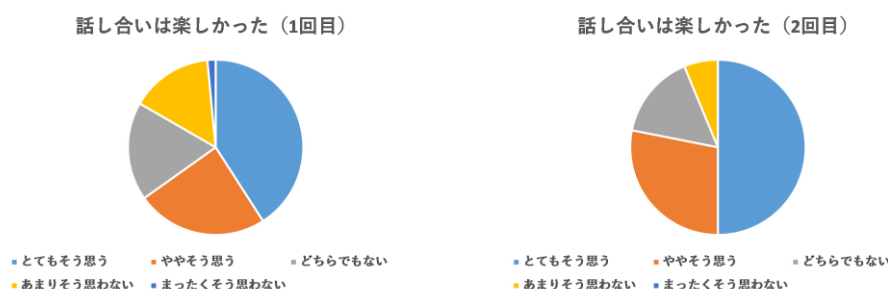 話し合いは楽しかった（1回目）
とてもそう思う ややそう思う どちらでもない
あまりそう思わない まったくそう思わない
話し合いは楽しかった（2回目）
とてもそう思う ややそう思う どちらでもない
あまりそう思わない まったくそう思わない